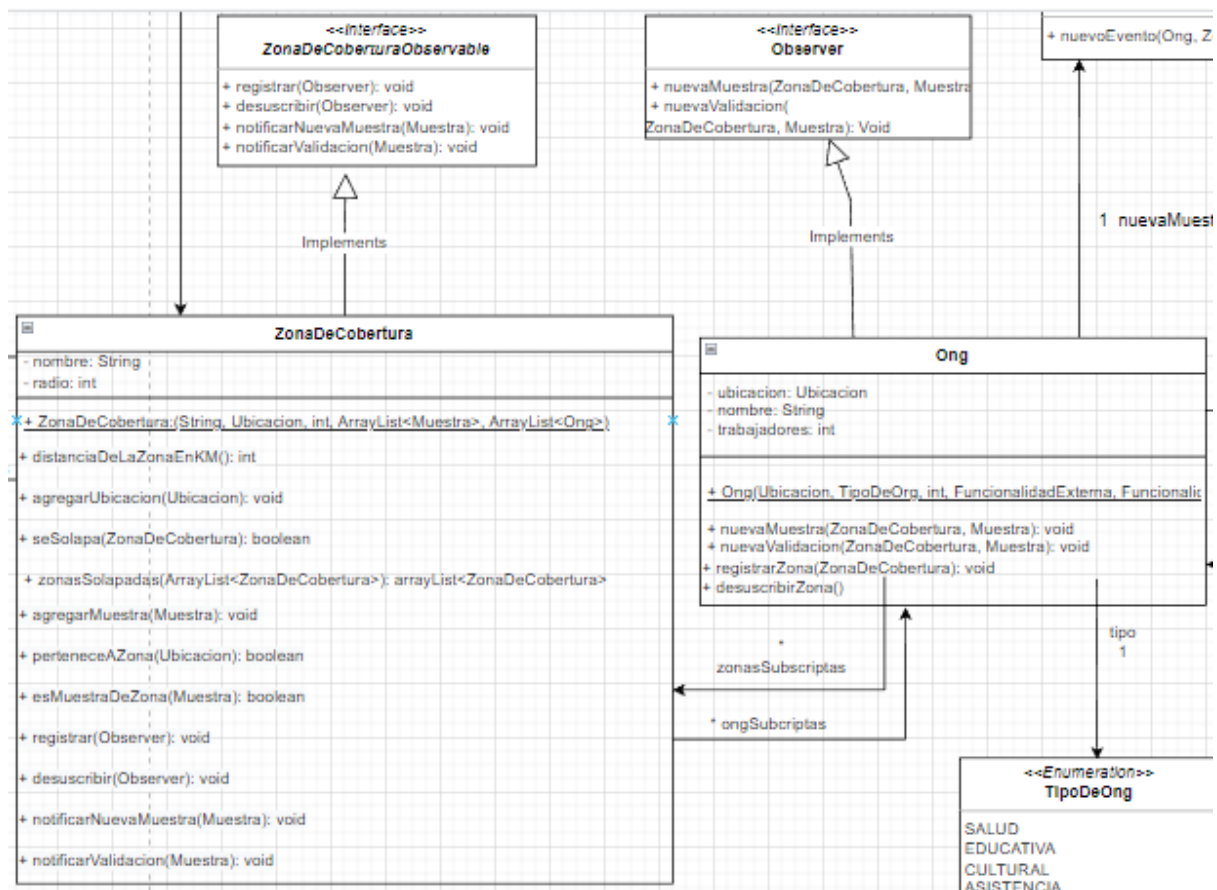 <<Interface>>
ZonaDeCoberturaObservable
+ registrar(Observer): void
+ desuscribir(Observer): void
+ notificarNuevaMuestra(Muestra): void
+ notificarValidacion(Muestra): void
<<Interface>>
Observer
+ nuevaMuestra(ZonaDeCobertura, Muestra
+ nuevaValidacion(
ZonaDeCobertura, Muestra): Void
+ nuevoEvento(Ong, Z
Implements
Implements
1 nuevaMuest
ZonaDeCobertura
- nombre: String
- radio: int
+ ZonaDeCobertura:(String, Ubicacion, int, ArrayList<Muestra>, ArrayList<Ong>)
+ distanciaDeLaZonaEnKM(): int
+ agregarUbicacion(Ubicacion): void
+ seSolapa(ZonaDeCobertura): boolean
+ zonasSolapadas(ArrayList<ZonaDeCobertura>): arrayList<ZonaDeCobertura>
+ agregarMuestra(Muestra): void
+ perteneceAZona(Ubicacion): boolean
+ esMuestraDeZona(Muestra): boolean
+ registrar(Observer): void
+ desuscribir(Observer): void
+ notificarNuevaMuestra(Muestra): void
+ notificarValidacion(Muestra): void
Ong
- ubicacion: Ubicacion
- nombre: String
- trabajadores: int
+ Ong(Ubicacion, TipoDeOrg, int, FuncionalidadExterna, Funcionalid
+ nuevaMuestra(ZonaDeCobertura, Muestra): void
+ nuevaValidacion(ZonaDeCobertura, Muestra): void
+ registrarZona(ZonaDeCobertura): void
+ desuscribirZona()
*
zonasSubscriptas
* ongSubcriptas
tipo
1
<<Enumeration>>
TipoDeOng
SALUD
EDUCATIVA
CULTURAL
ASISTENCIA